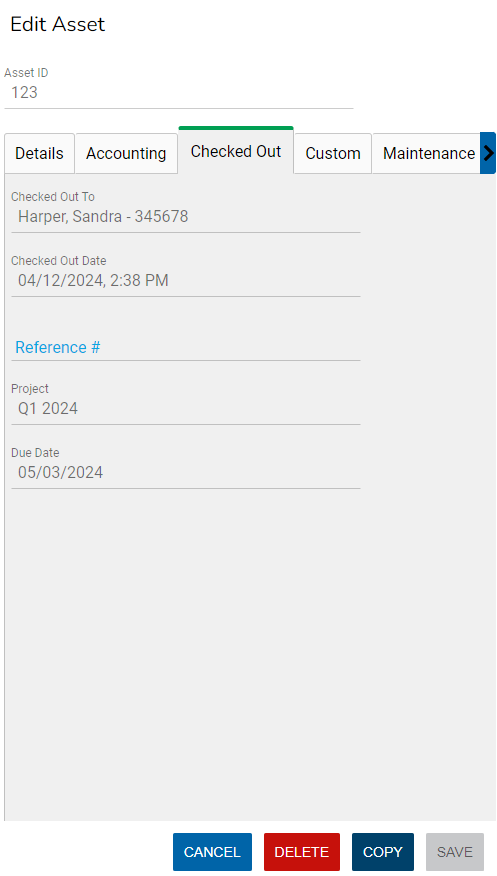 Edit Asset
Asset ID
123
Details Accounting Checked Out Custom Maintenance
Checked Out To
Harper, Sandra - 345678
Checked Out Date
04/12/2024, 2:38 PM
Reference #
Project
Q1 2024
Due Date
05/03/2024
CANCEL DELETE COPY SAVE